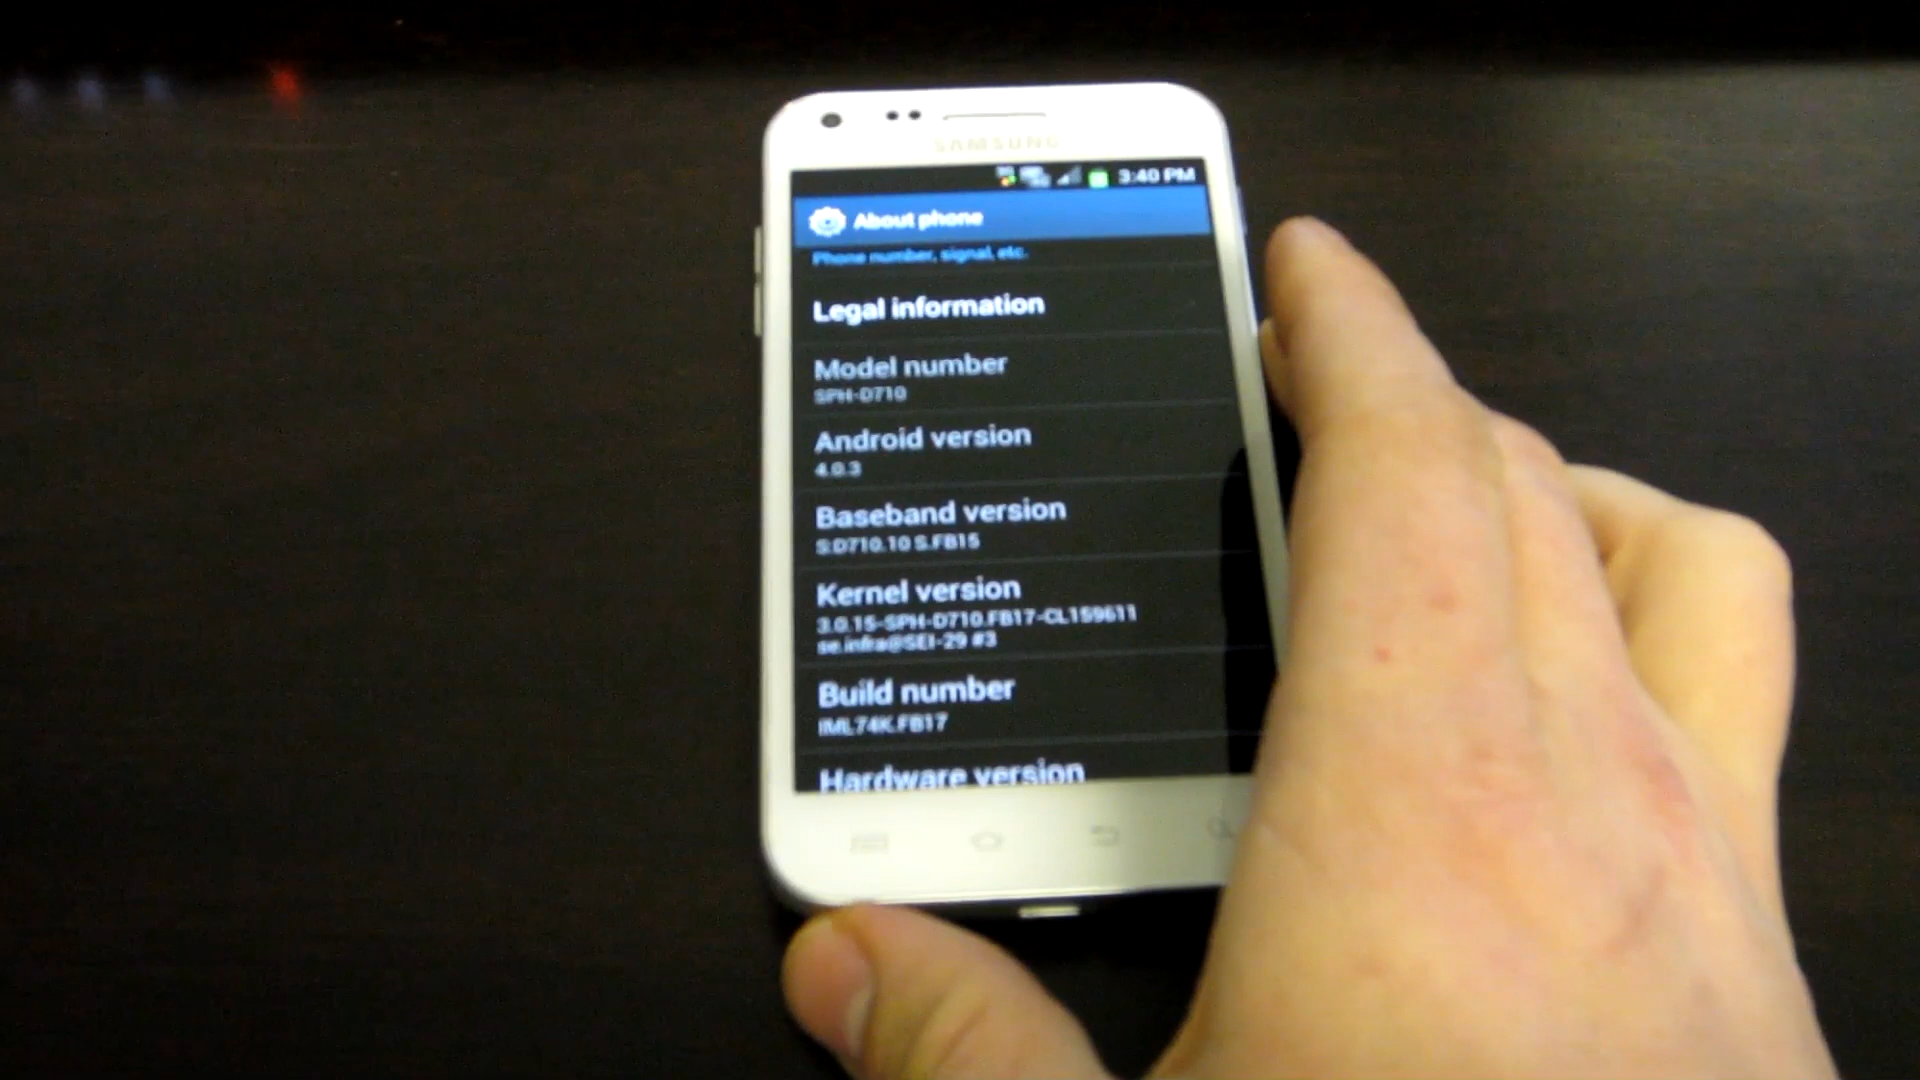 SAMSUNG
3:40 PM
About phone
Phone number, signal, etc.
Legal information
Model number
SPH-D710
Android version
4.0.3
Baseband version
S:D710.10 S.FB15
Kernel version
3.0.15-SPH-D710.FB17-CL159611
se.infra@SEI-29 #3
Build number
IML74K.FB17
Hardware version